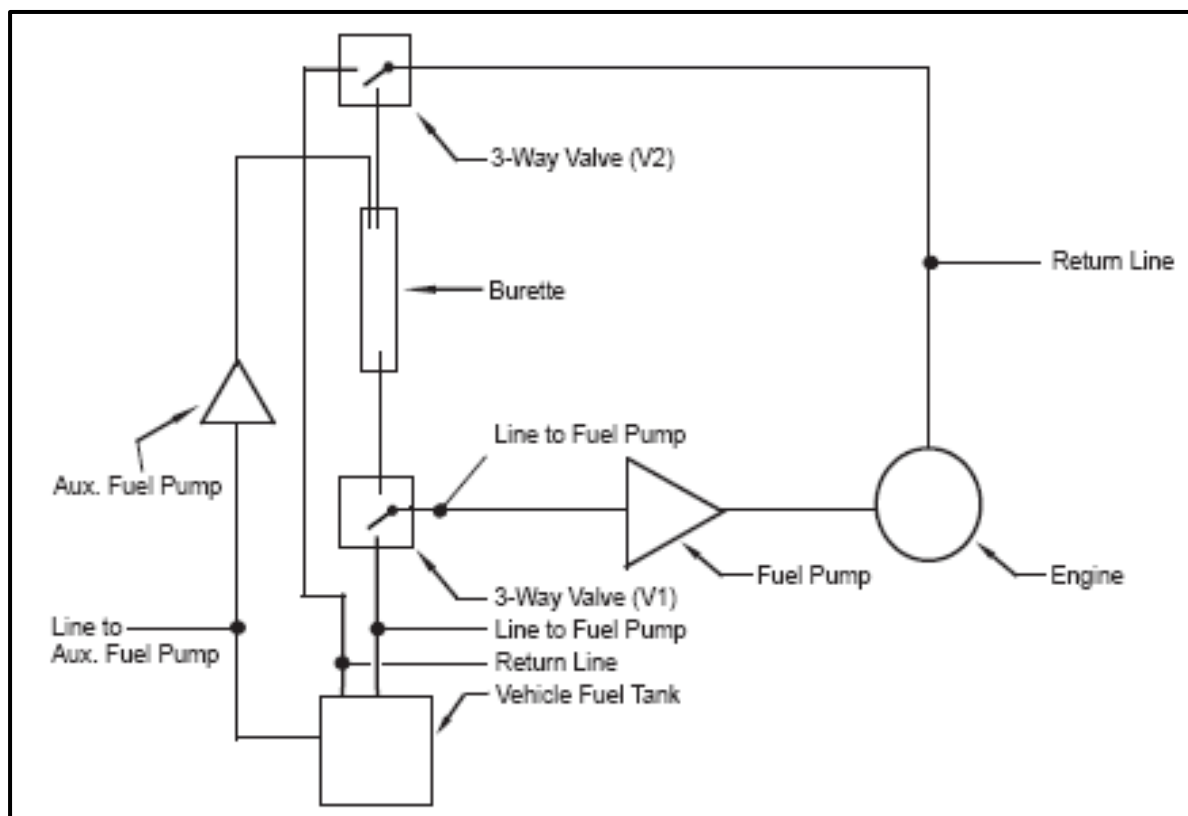 3-Way Valve (V2)
Return Line
Burette
Line to Fuel Pump
Aux. Fuel Pump
Fuel Pump
Engine
3-Way Valve (V1)
Line to
Aux. Fuel Pump
Line to Fuel Pump
Return Line
Vehicle Fuel Tank